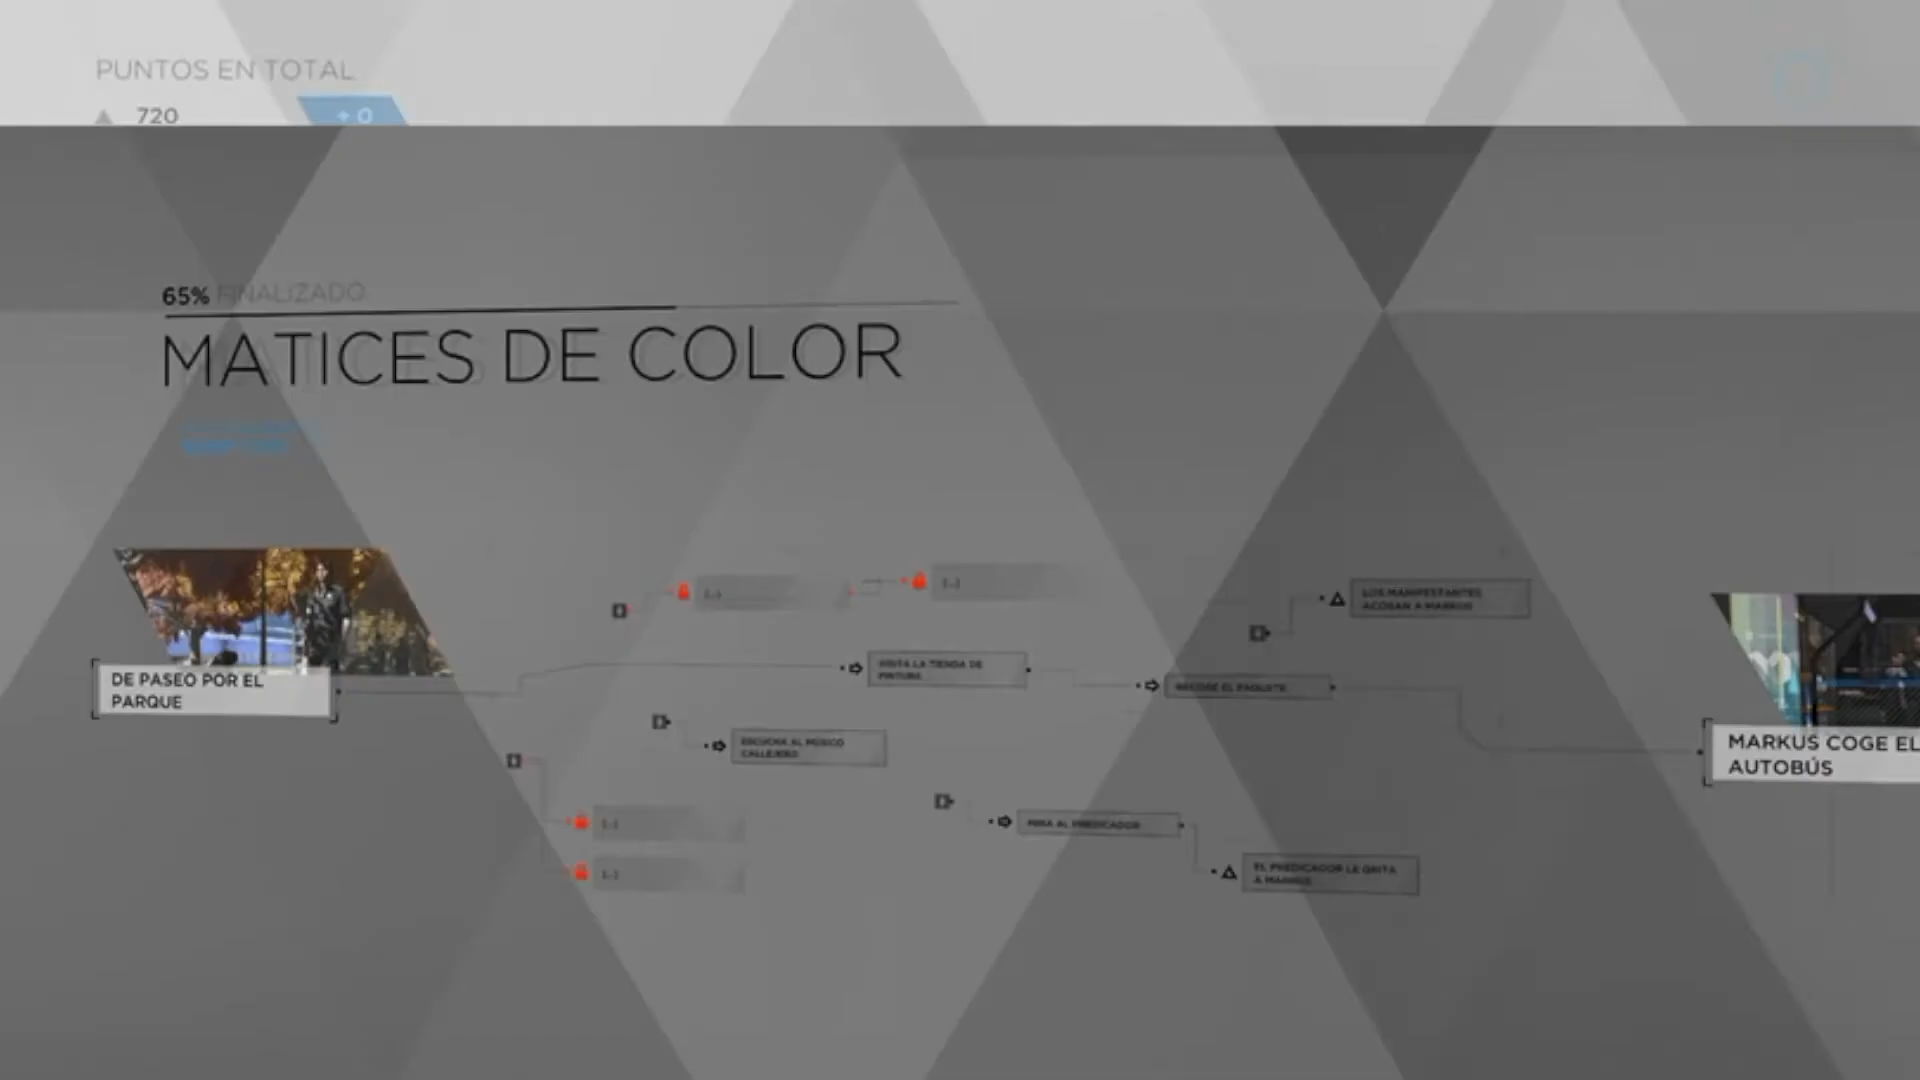 PUNTOS EN TOTAL
720
+ 0
65% FINALIZADO
MATICES DE COLOR
DE PASEO POR EL
PARQUE
[...]
[...]
LOS MANIFESTANTES
ACOSAN A MARKUS
VISITA LA TIENDA DE
PINTURA
RECOGE EL PAQUETE
ESCUCHA AL MÚSICO
CALLEJERO
MARKUS COGE EL
AUTOBÚS
[...]
MIRA AL PREDICADOR
[...]
EL PREDICADOR LE GRITA
A MARKUS